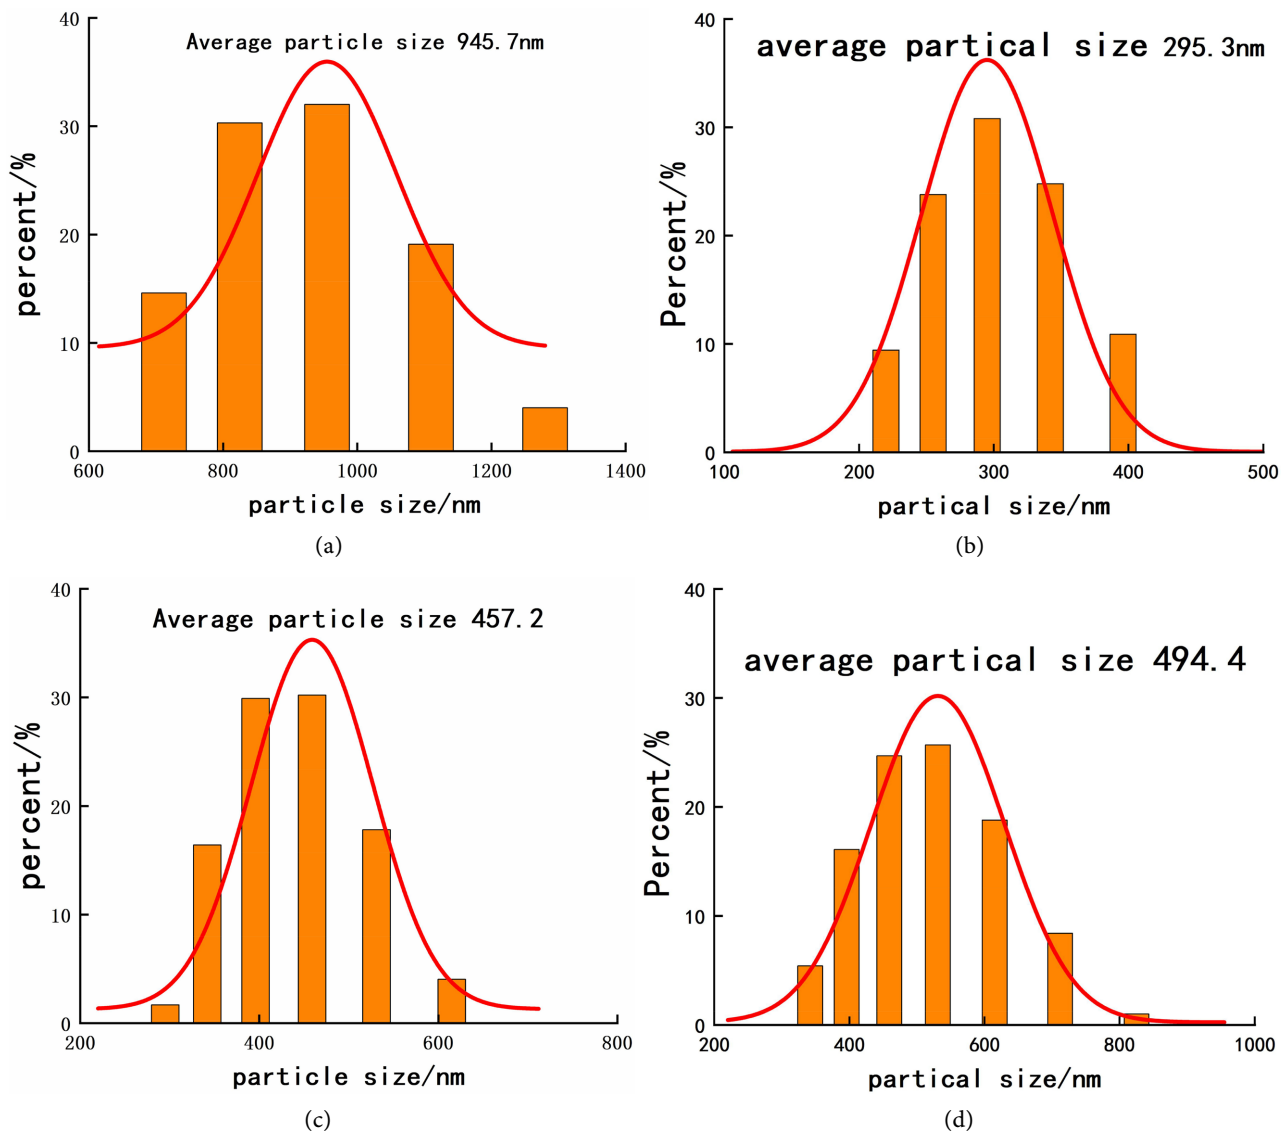 Average particle size 945.7nm
percent/%
40
30
20
10
0
600 800 1000 1200 1400
particle size/nm
(a)
average partical size 295.3nm
Percent/%
40
30
20
10
0
100 200 300 400 500
partical size/nm
(b)
Average particle size 457.2
percent/%
40
30
20
10
0
200 400 600 800
particle size/nm
(c)
average partical size 494.4
Percent/%
40
30
20
10
0
200 400 600 800 1000
partical size/nm
(d)